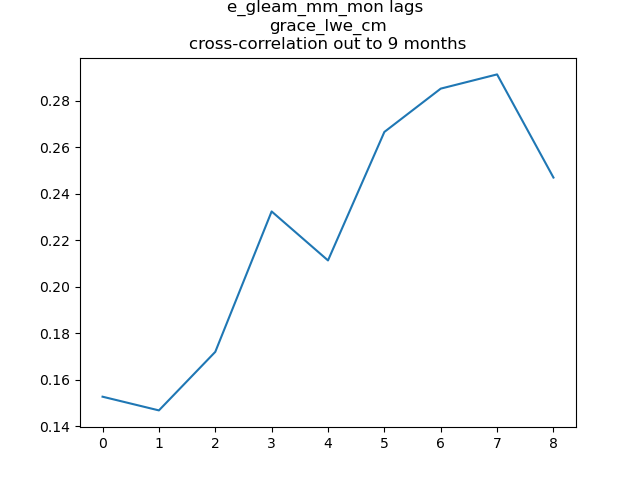 e_gleam_mm_mon lags
grace_lwe_cm
cross-correlation out to 9 months
0.28
0.26
0.24
0.22
0.20
0.18
0.16
0.14
0 1 2 3 4 5 6 7 8